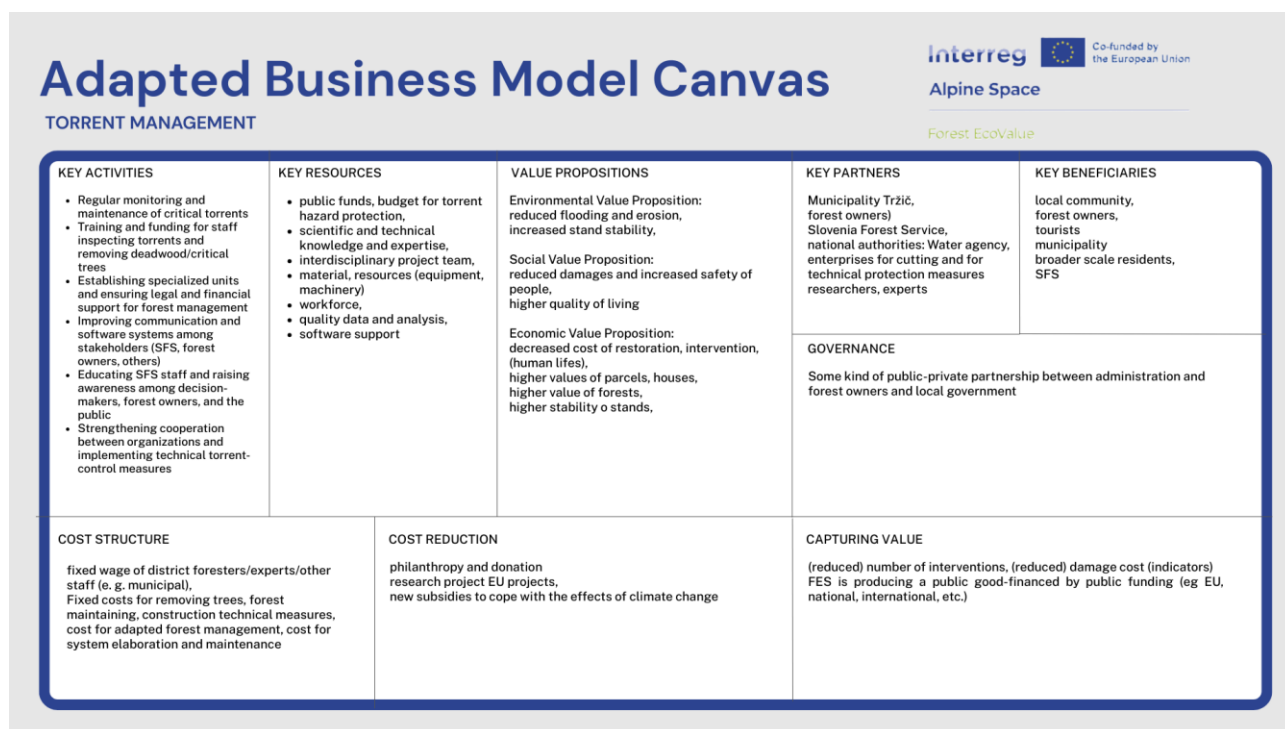 Adapted Business Model Canvas
TORRENT MANAGEMENT
Interreg
Co-funded by
the European Union
Alpine Space
Forest EcoValue
KEY ACTIVITIES
• Regular monitoring and
maintenance of critical torrents
• Training and funding for staff
inspecting torrents and
removing deadwood/critical
trees
• Establishing specialized units
and ensuring legal and financial
support for forest management
• Improving communication and
software systems among
stakeholders (SFS, forest
owners, others)
• Educating SFS staff and raising
awareness among decision-
makers, forest owners, and the
public
• Strengthening cooperation
between organizations and
implementing technical torrent-
control measures
KEY RESOURCES
• public funds, budget for torrent
hazard protection,
• scientific and technical
knowledge and expertise,
• interdisciplinary project team,
• material, resources (equipment,
machinery)
• workforce,
• quality data and analysis,
• software support
VALUE PROPOSITIONS
Environmental Value Proposition:
reduced flooding and erosion,
increased stand stability,
Social Value Proposition:
reduced damages and increased safety of
people,
higher quality of living
Economic Value Proposition:
decreased cost of restoration, intervention,
(human lifes),
higher values of parcels, houses,
higher value of forests,
higher stability o stands,
KEY PARTNERS
Municipality Tržič,
forest owners)
Slovenia Forest Service,
national authorities: Water agency,
enterprises for cutting and for
technical protection measures
researchers, experts
KEY BENEFICIARIES
local community,
forest owners,
tourists
municipality
broader scale residents,
SFS
GOVERNANCE
Some kind of public-private partnership between administration and
forest owners and local government
COST STRUCTURE
fixed wage of district foresters/experts/other
staff (e. g. municipal),
Fixed costs for removing trees, forest
maintaining, construction technical measures,
cost for adapted forest management, cost for
system elaboration and maintenance
COST REDUCTION
philanthropy and donation
research project EU projects,
new subsidies to cope with the effects of climate change
CAPTURING VALUE
(reduced) number of interventions, (reduced) damage cost (indicators)
FES is producing a public good-financed by public funding (eg EU,
national, international, etc.)